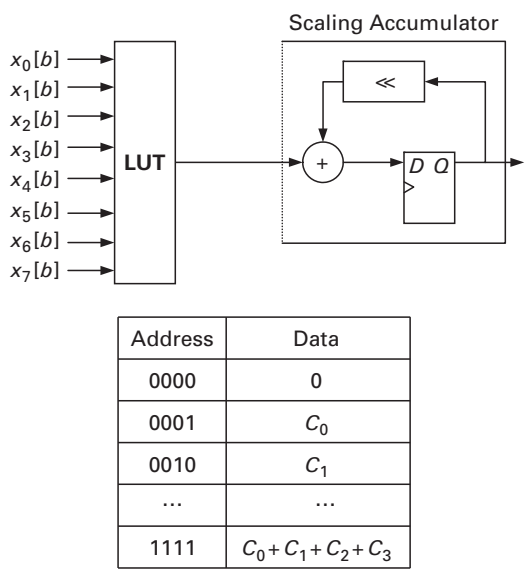 Scaling Accumulator
x0[b]
x1[b]
x2[b]
x3[b]
x4[b]
x5[b]
x6[b]
x7[b]
LUT
≪
+
D Q
Address Data
0000 0
0001 C0
0010 C1
... ...
1111 C0+C1+C2+C3